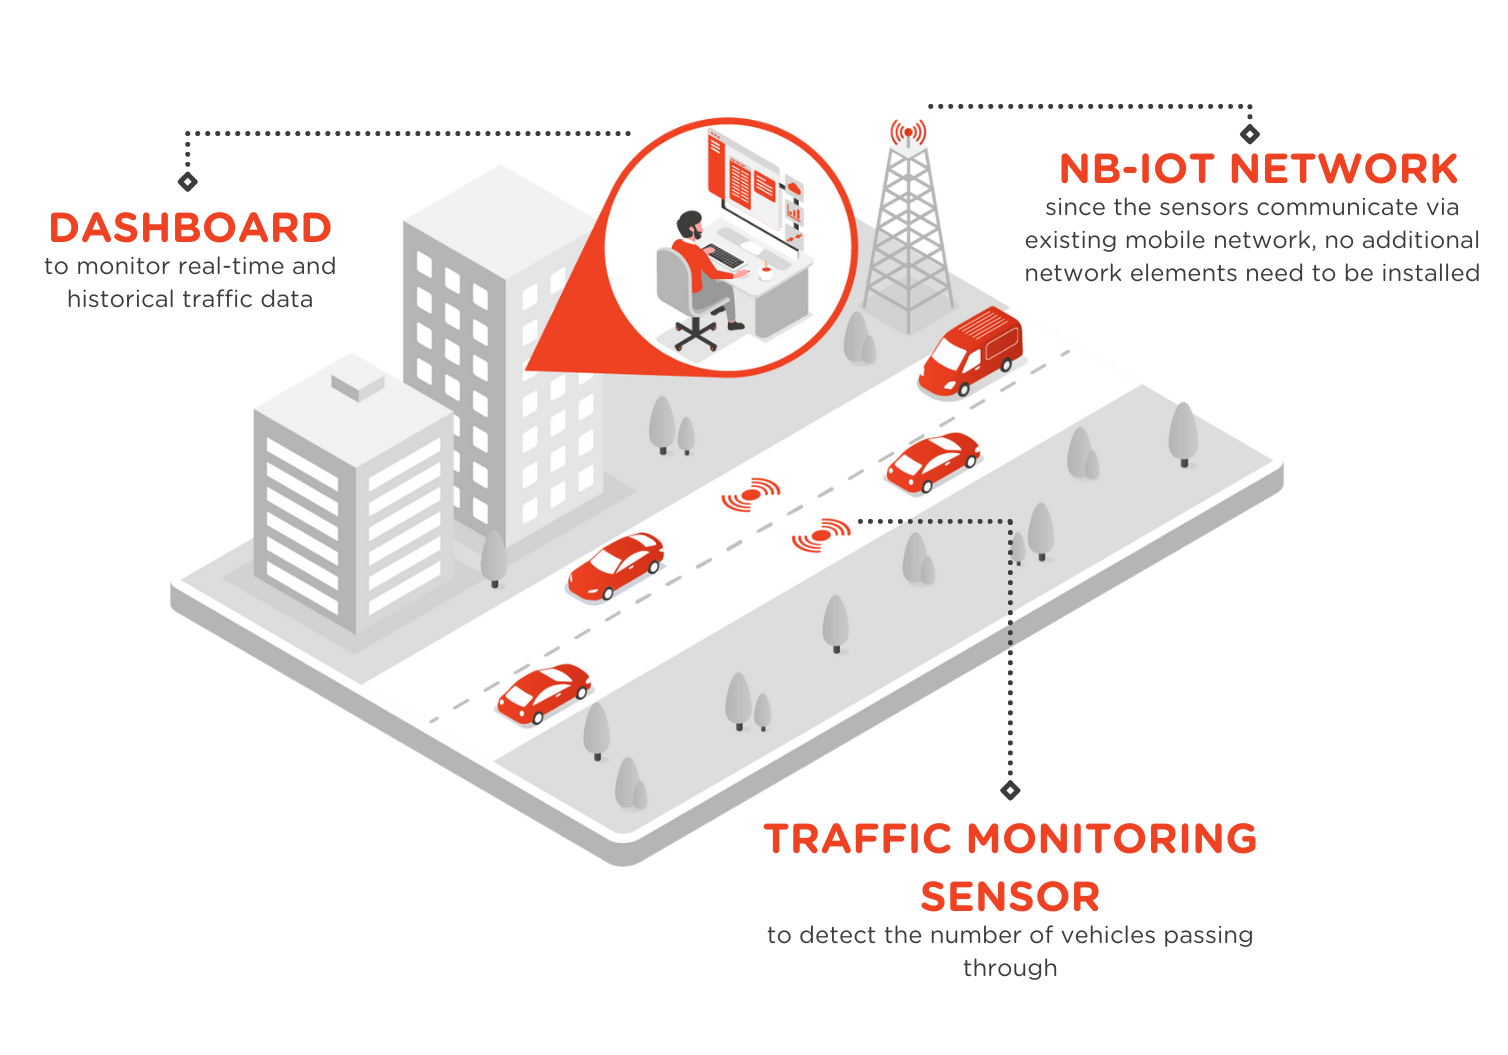 DASHBOARD
to monitor real-time and
historical traffic data
NB-IOT NETWORK
since the sensors communicate via
existing mobile network, no additional
network elements need to be installed
TRAFFIC MONITORING
SENSOR
to detect the number of vehicles passing
through